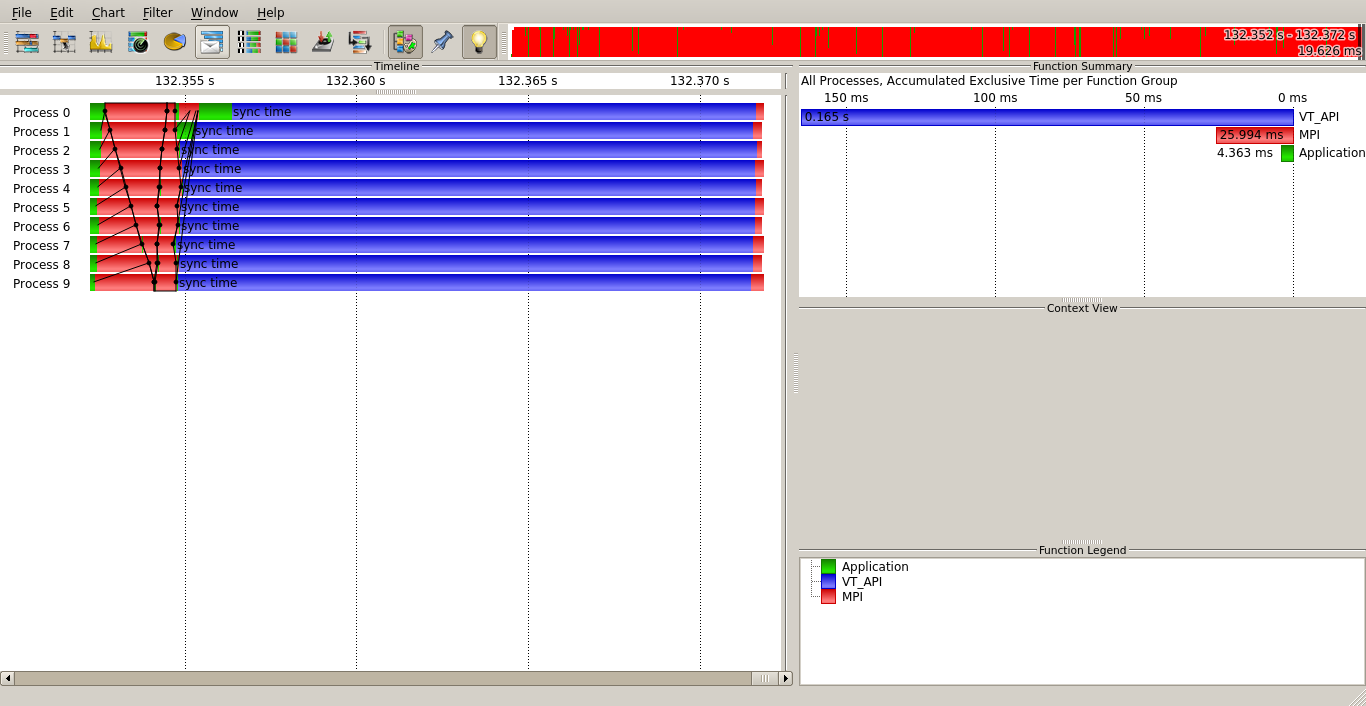 File Edit Chart Filter Window Help
132.352 s - 132.372 s
19.626 ms
Timeline
132.355 s 132.360 s 132.365 s 132.370 s
Process 0 sync time
Process 1 sync time
Process 2 sync time
Process 3 sync time
Process 4 sync time
Process 5 sync time
Process 6 sync time
Process 7 sync time
Process 8 sync time
Process 9 sync time
Function Summary
All Processes, Accumulated Exclusive Time per Function Group
150 ms 100 ms 50 ms 0 ms
0.165 s VT_API
25.994 ms MPI
4.363 ms Application
Context View
Function Legend
Application
VT_API
MPI